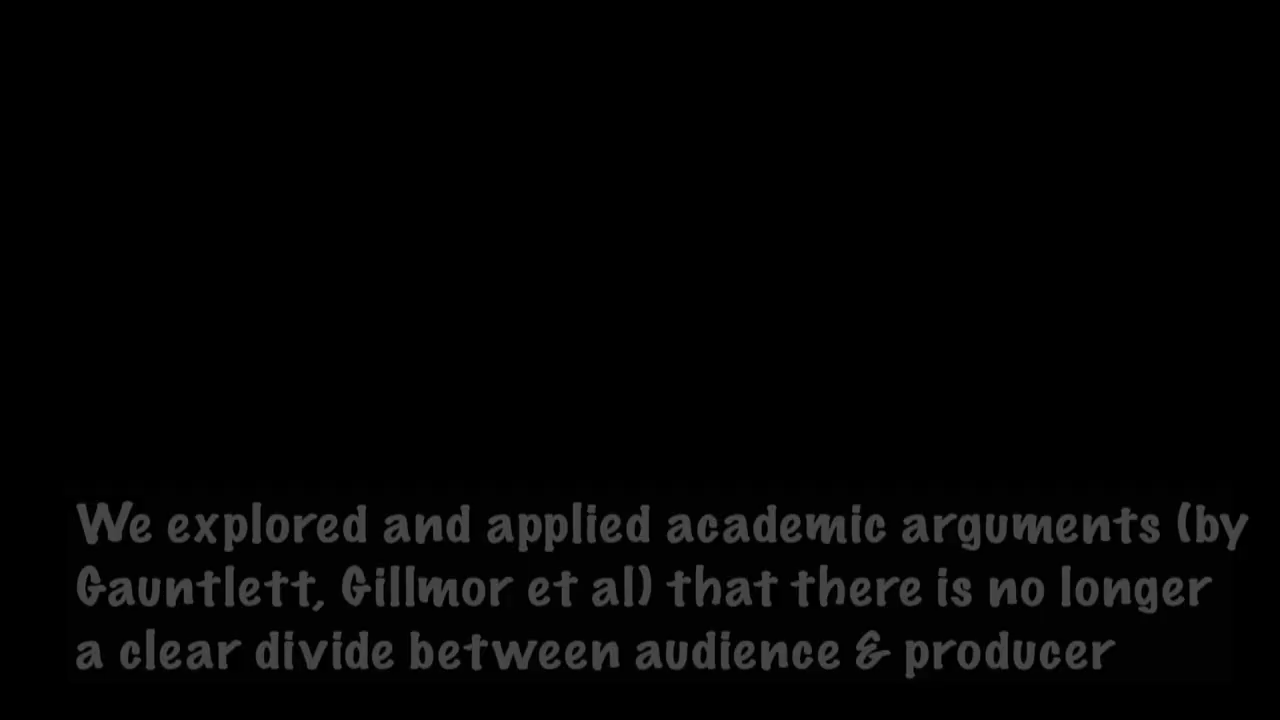 We explored and applied academic arguments (by
Gauntlett, Gillmor et al) that there is no longer
a clear divide between audience & producer